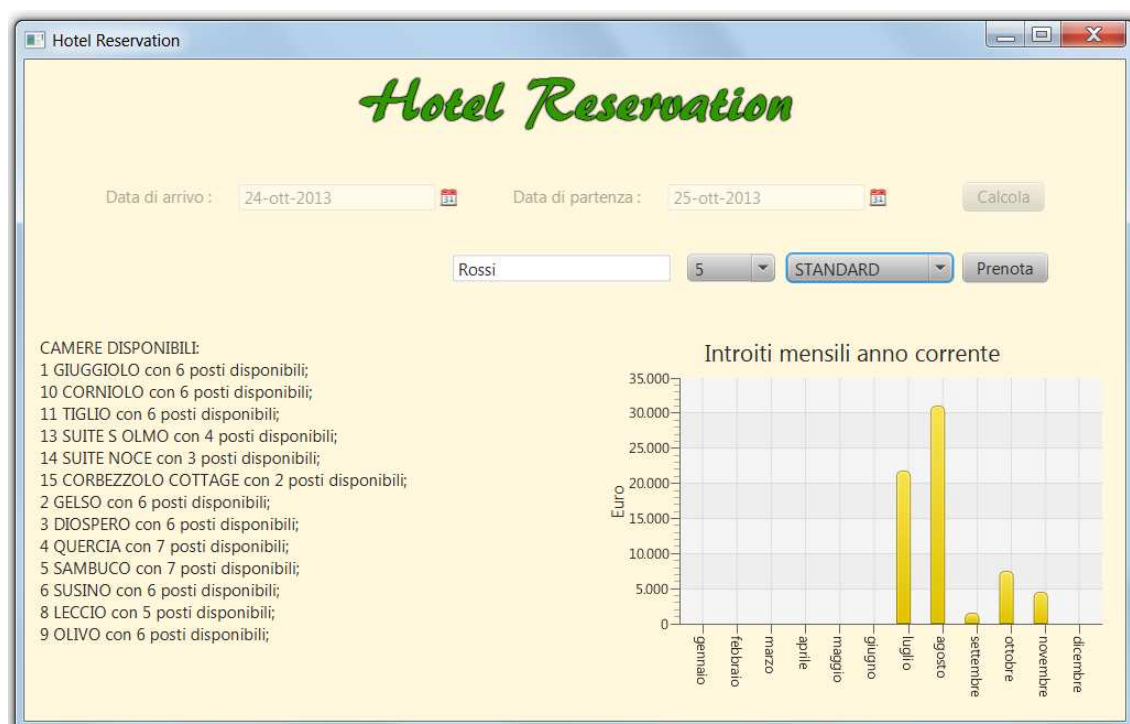 Hotel Reservation
Hotel Reservation
Data di arrivo : 24-ott-2013 Data di partenza : 25-ott-2013 Calcola
Rossi 5 STANDARD Prenota
CAMERE DISPONIBILI:
1 GIUGGIOLO con 6 posti disponibili;
10 CORNIOLO con 6 posti disponibili;
11 TIGLIO con 6 posti disponibili;
13 SUITE S OLMO con 4 posti disponibili;
14 SUITE NOCE con 3 posti disponibili;
15 CORBEZZOLO COTTAGE con 2 posti disponibili;
2 GELSO con 6 posti disponibili;
3 DIOSPERO con 6 posti disponibili;
4 QUERCIA con 7 posti disponibili;
5 SAMBUCO con 7 posti disponibili;
6 SUSINO con 6 posti disponibili;
8 LECCIO con 5 posti disponibili;
9 OLIVO con 6 posti disponibili;
Introiti mensili anno corrente
Euro
35.000
30.000
25.000
20.000
15.000
10.000
5.000
0
gennaio
febbraio
marzo
aprile
maggio
giugno
luglio
agosto
settembre
ottobre
novembre
dicembre